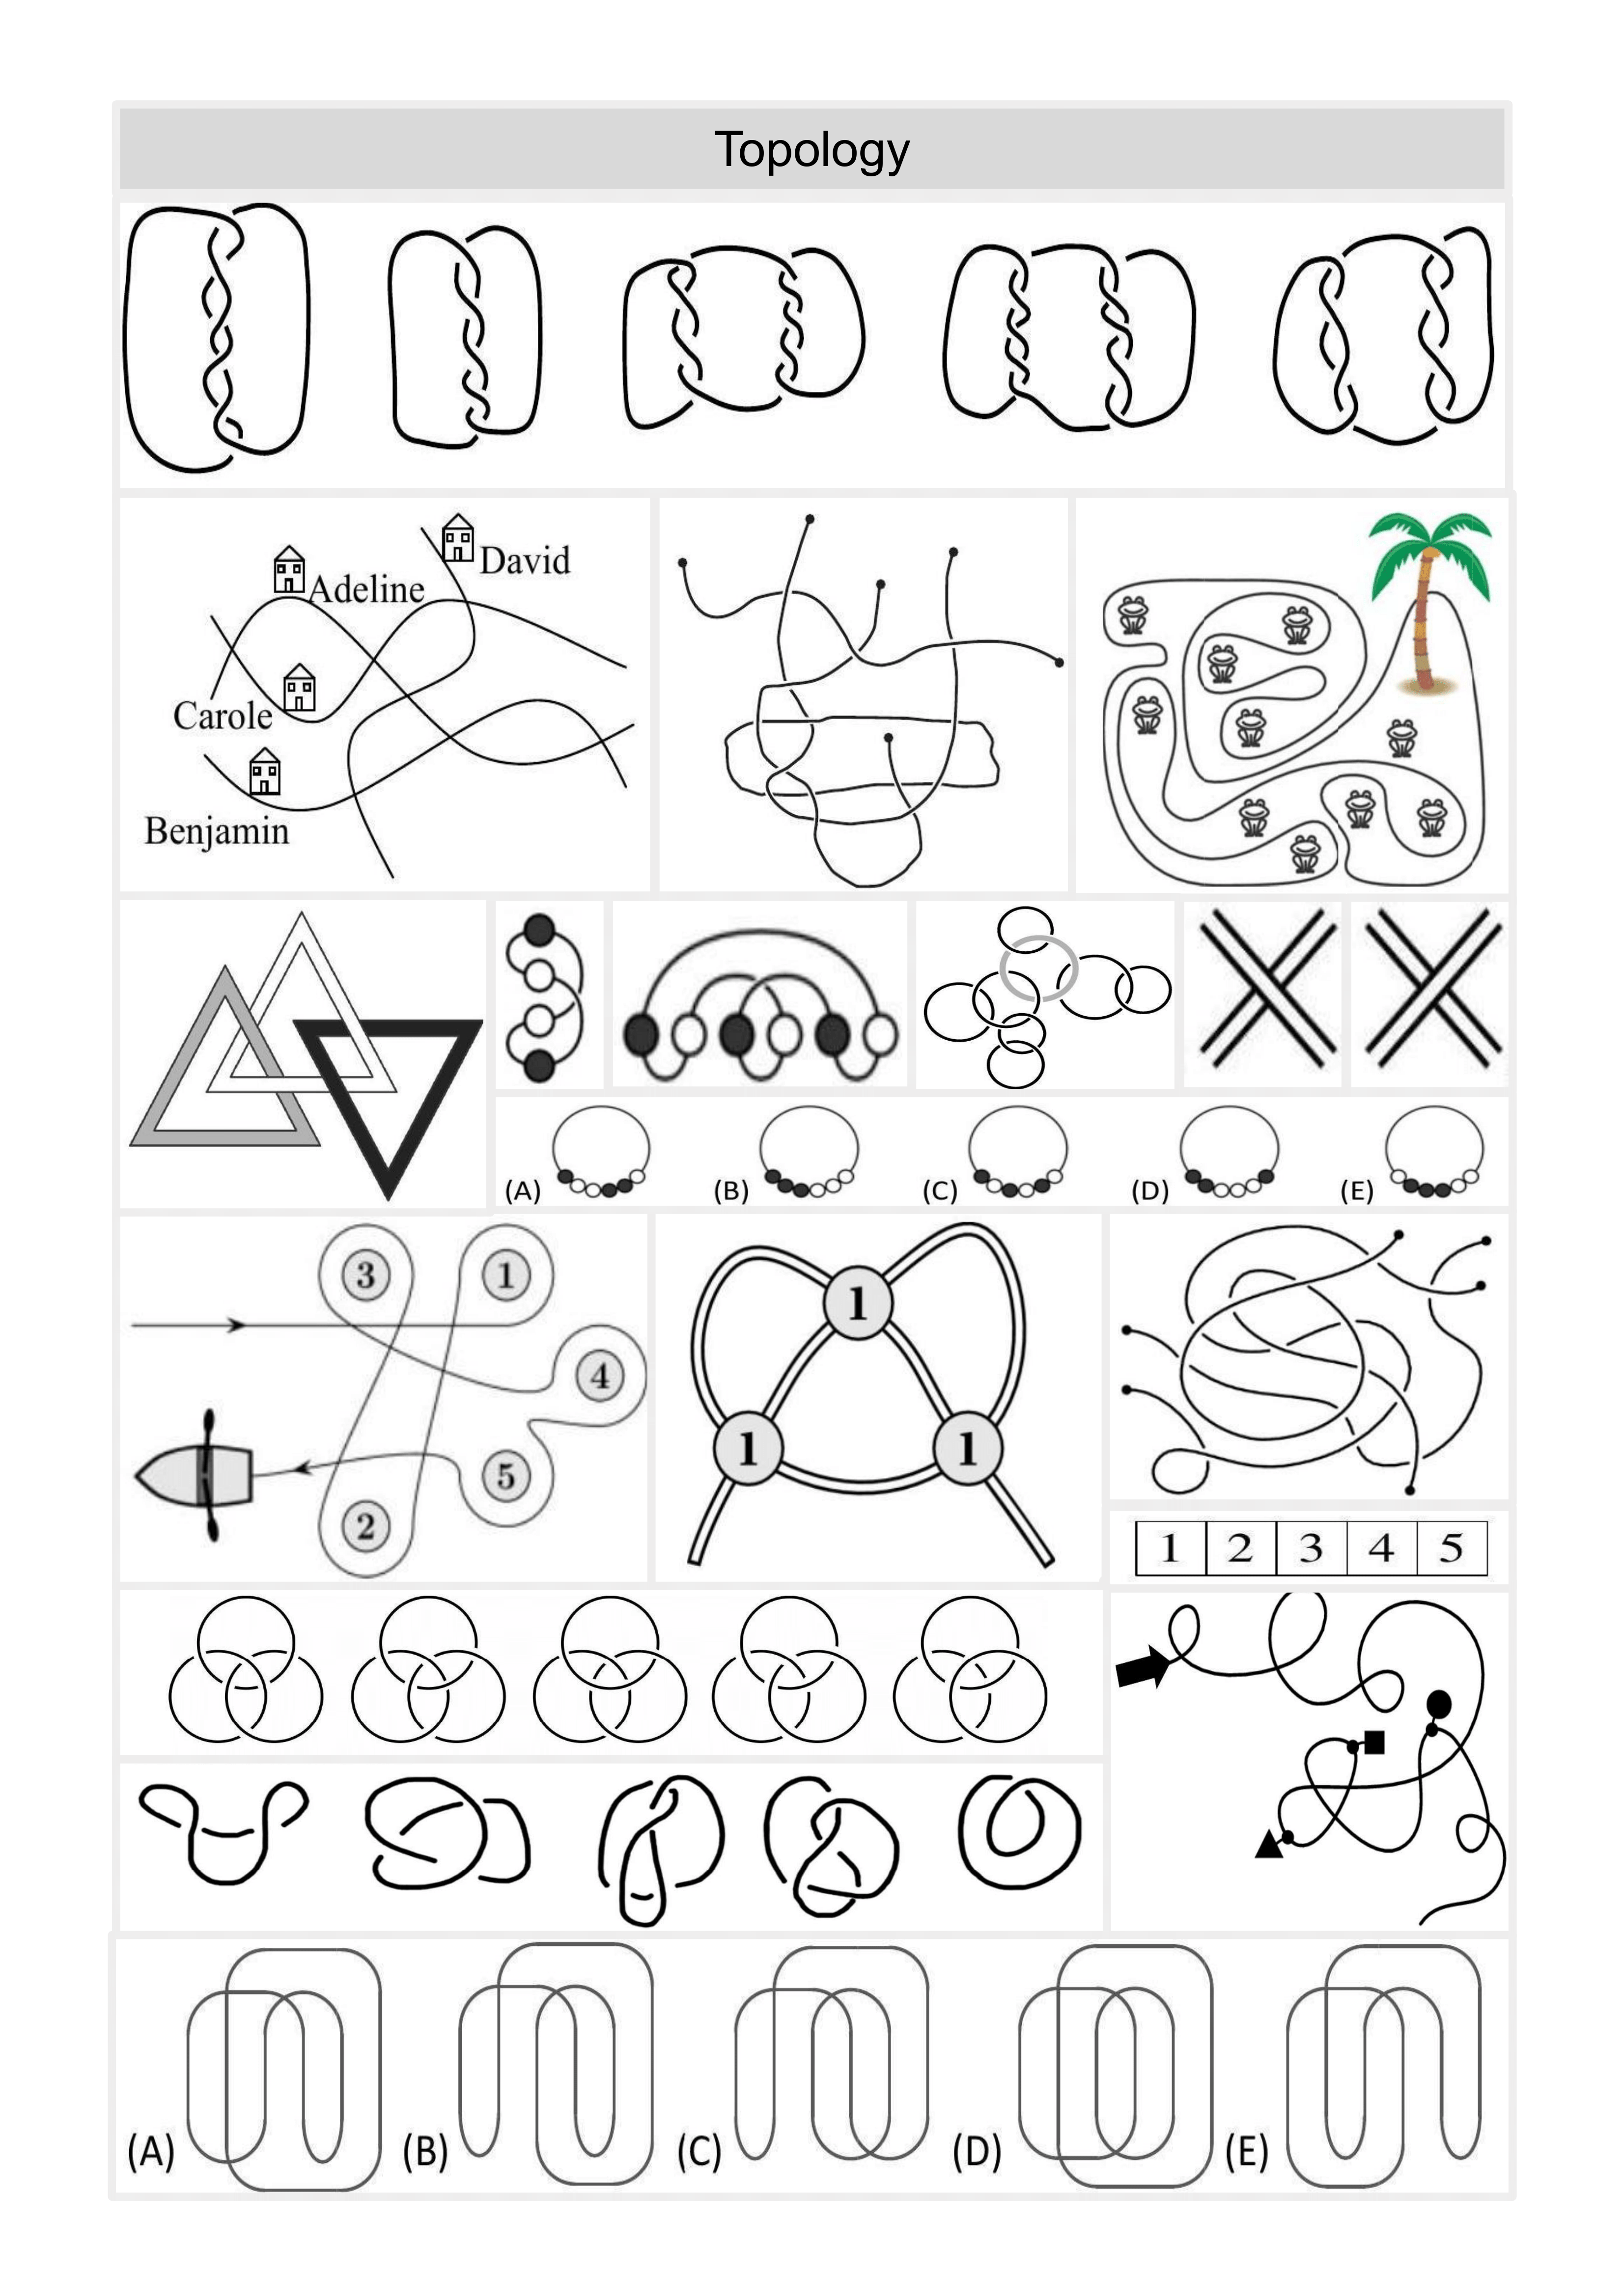 Topology
David
Adeline
Carole
Benjamin
(A) (B) (C) (D) (E)
3 1
4
5
2
1
1 1
1 2 3 4 5
(A) (B) (C) (D) (E)